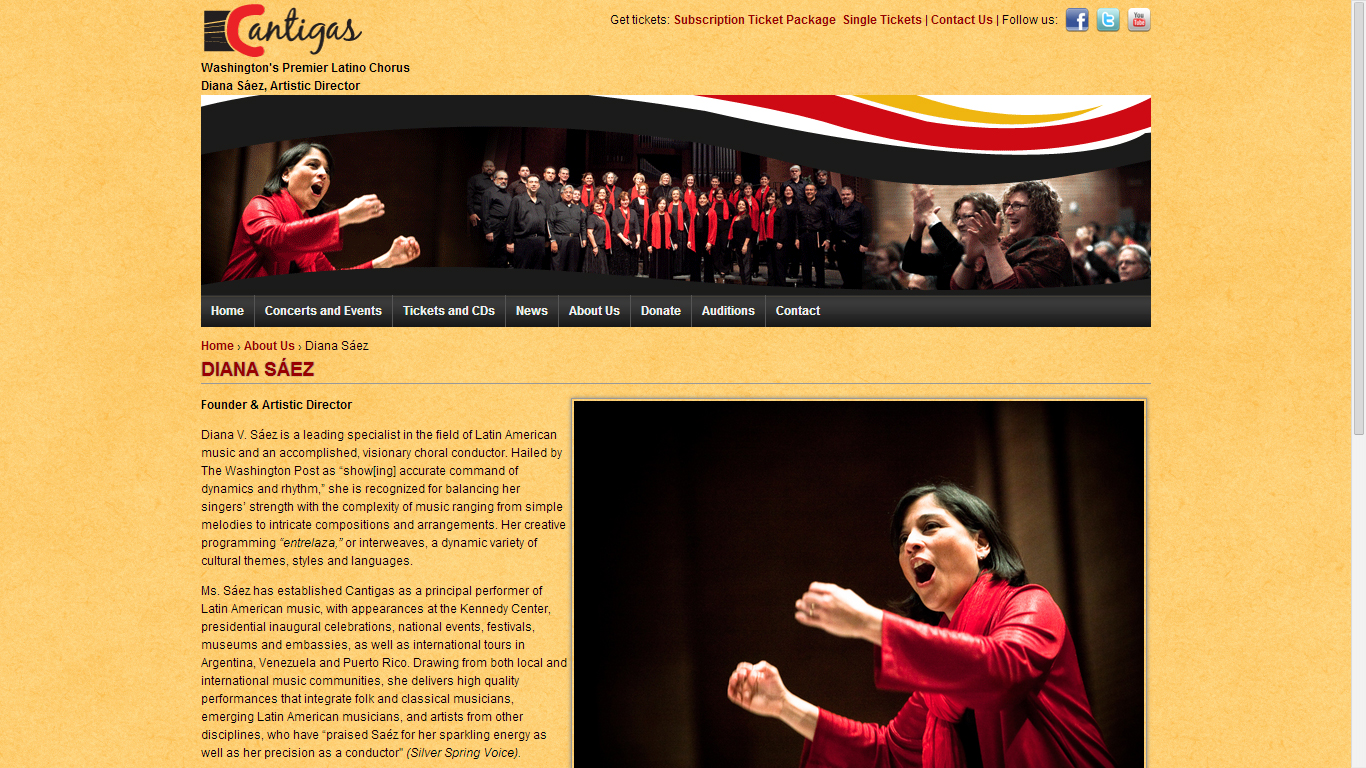 Cantigas
Get tickets: Subscription Ticket Package Single Tickets | Contact Us | Follow us:
You Tube
Washington's Premier Latino Chorus
Diana Sáez, Artistic Director
Home Concerts and Events Tickets and CDs News About Us Donate Auditions Contact
Home › About Us › Diana Sáez
DIANA SÁEZ
Founder & Artistic Director
Diana V. Sáez is a leading specialist in the field of Latin American
music and an accomplished, visionary choral conductor. Hailed by
The Washington Post as “show[ing] accurate command of
dynamics and rhythm,” she is recognized for balancing her
singers’ strength with the complexity of music ranging from simple
melodies to intricate compositions and arrangements. Her creative
programming “entrelaza,” or interweaves, a dynamic variety of
cultural themes, styles and languages.
Ms. Sáez has established Cantigas as a principal performer of
Latin American music, with appearances at the Kennedy Center,
presidential inaugural celebrations, national events, festivals,
museums and embassies, as well as international tours in
Argentina, Venezuela and Puerto Rico. Drawing from both local and
international music communities, she delivers high quality
performances that integrate folk and classical musicians,
emerging Latin American musicians, and artists from other
disciplines, who have “praised Saéz for her sparkling energy as
well as her precision as a conductor” (Silver Spring Voice).